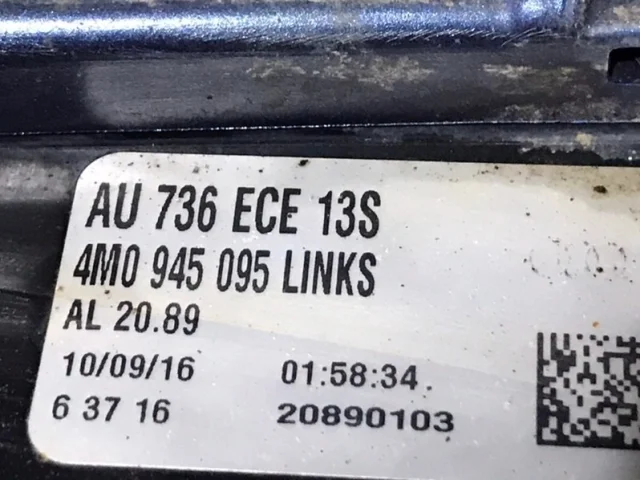 AU 736 ECE 13S
4M0 945 095 LINKS
AL 20.89
10/09/16 01:58:34.
6 37 16 20890103